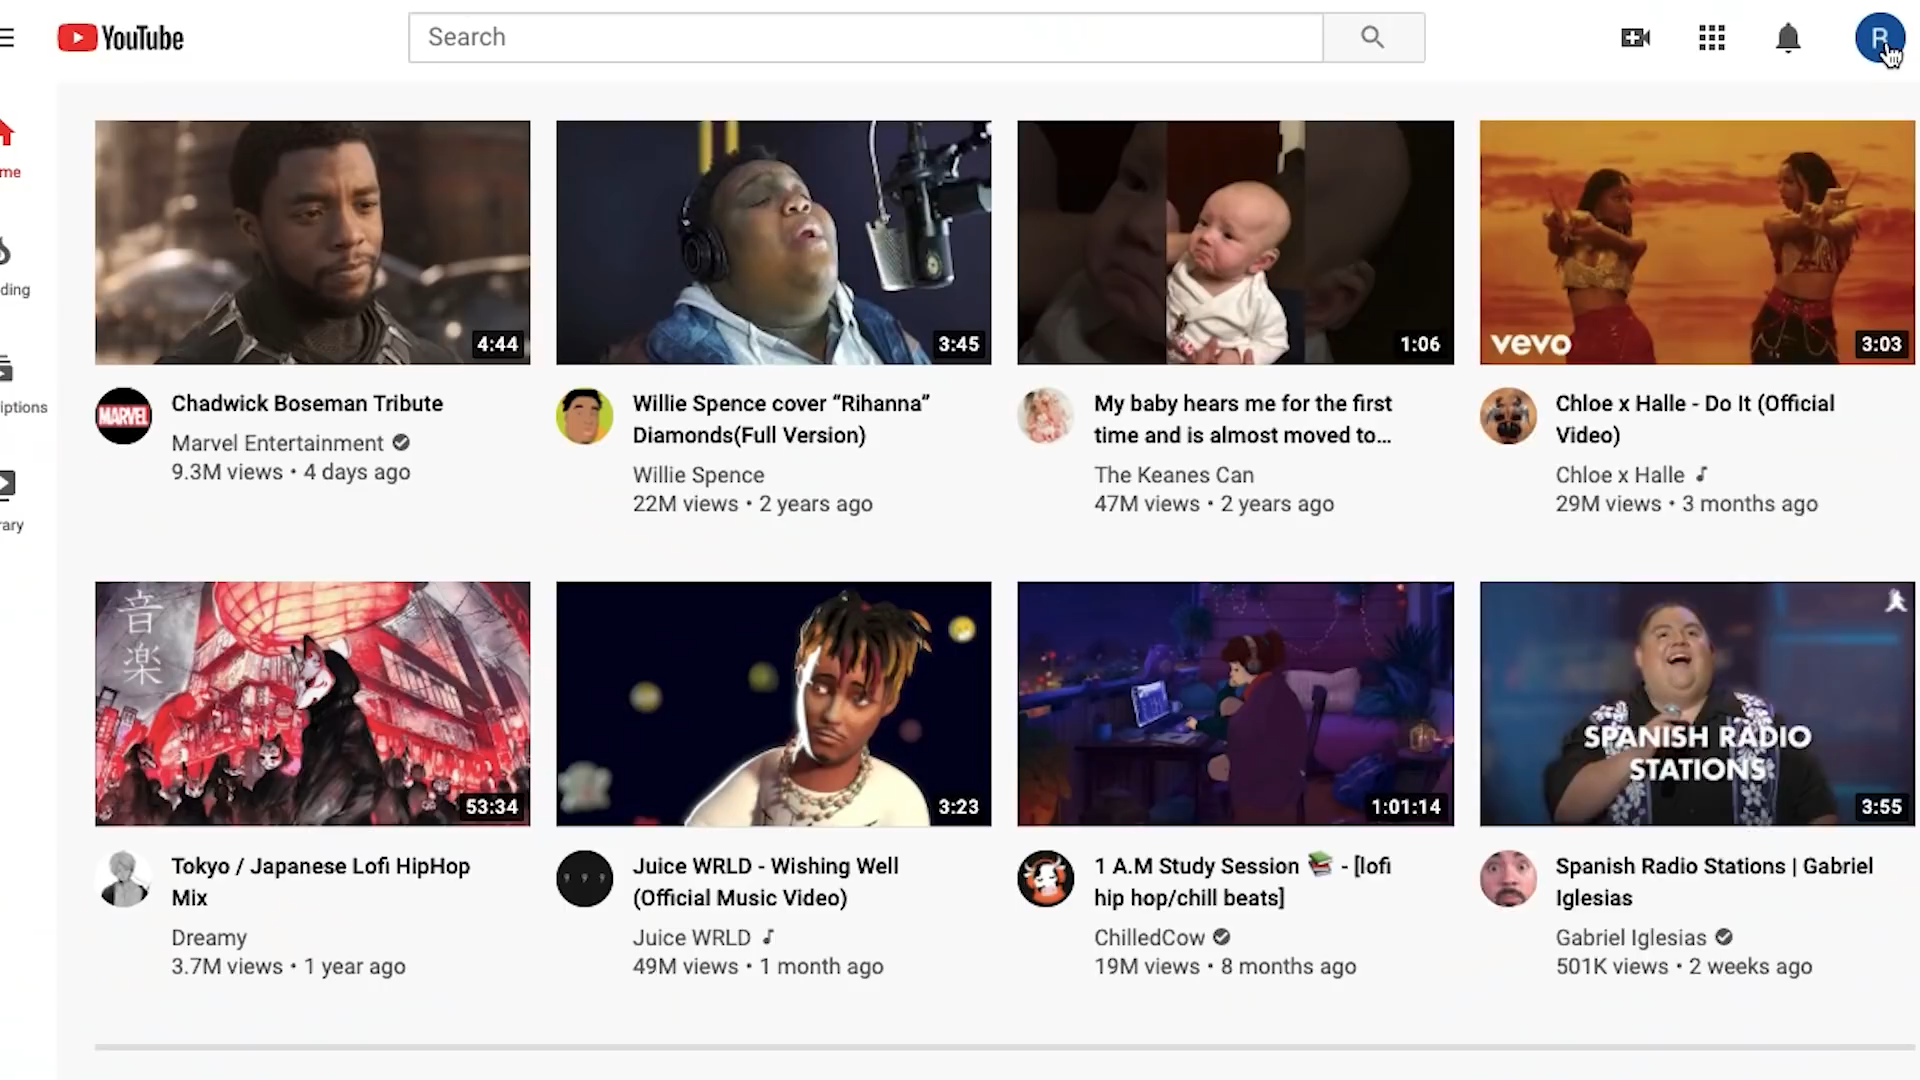 YouTube
Search
R
me
ding
iptions
rary
4:44
3:45
1:06
vevo
3:03
MARVEL
Chadwick Boseman Tribute
Marvel Entertainment
9.3M views • 4 days ago
Willie Spence cover “Rihanna”
Diamonds(Full Version)
Willie Spence
22M views • 2 years ago
My baby hears me for the first
time and is almost moved to...
The Keanes Can
47M views • 2 years ago
Chloe x Halle - Do It (Official
Video)
Chloe x Halle
29M views • 3 months ago
音
楽
53:34
3:23
1:01:14
SPANISH RADIO
STATIONS
3:55
Tokyo / Japanese Lofi HipHop
Mix
Dreamy
3.7M views • 1 year ago
9 9 9
Juice WRLD - Wishing Well
(Official Music Video)
Juice WRLD
49M views • 1 month ago
1 A.M Study Session 📚 - [lofi
hip hop/chill beats]
ChilledCow
19M views • 8 months ago
Spanish Radio Stations | Gabriel
Iglesias
Gabriel Iglesias
501K views • 2 weeks ago